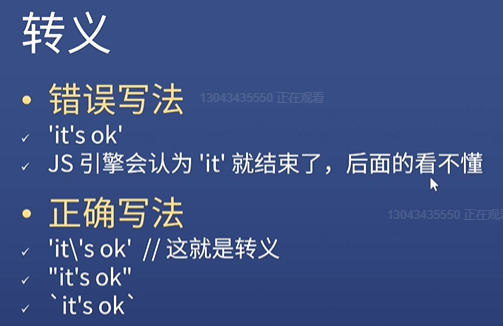 转义
• 错误写法
13043435550 正在观看
✓ 'it's ok'
✓ JS 引擎会认为 'it' 就结束了，后面的看不懂
• 正确写法
13043435550 正在观
✓ 'it\'s ok' // 这就是转义
✓ "it's ok"
✓ `it's ok`